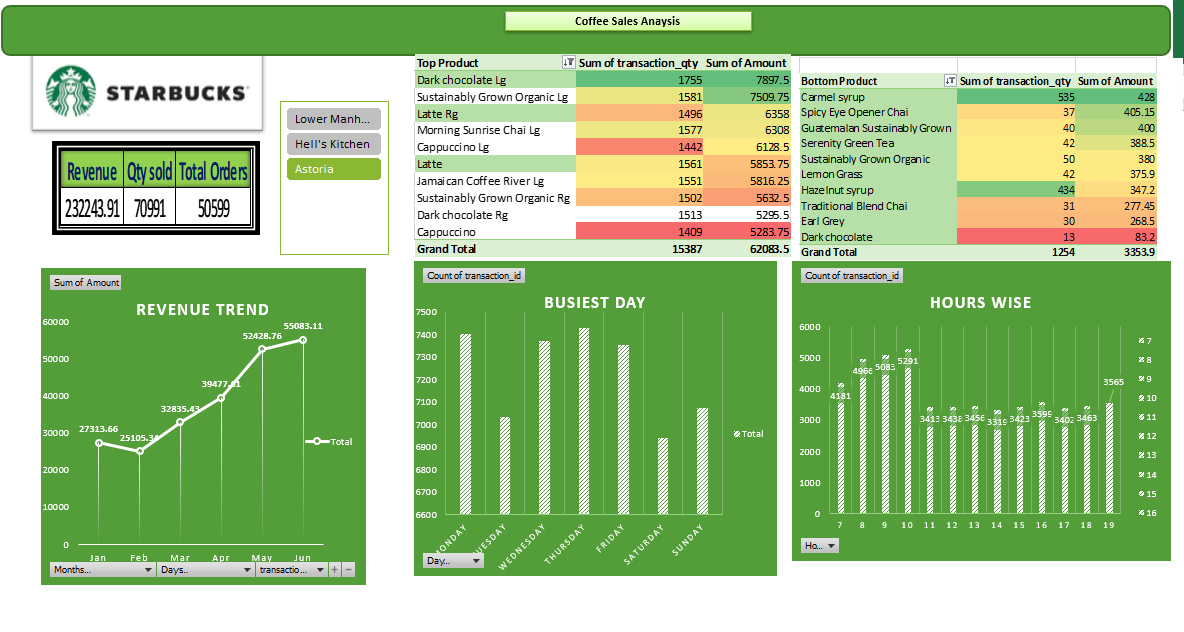 Coffee Sales Anaysis
STARBUCKS
Revenue Qty sold Total Orders
232243.91 70991 50599
Lower Manh...
Hell's Kitchen
Astoria
Top Product Sum of transaction_qty Sum of Amount
Dark chocolate Lg 1755 7897.5
Sustainably Grown Organic Lg 1581 7509.75
Latte Rg 1496 6358
Morning Sunrise Chai Lg 1577 6308
Cappuccino Lg 1442 6128.5
Latte 1561 5853.75
Jamaican Coffee River Lg 1551 5816.25
Sustainably Grown Organic Rg 1502 5632.5
Dark chocolate Rg 1513 5295.5
Cappuccino 1409 5283.75
Grand Total 15387 62083.5
Bottom Product Sum of transaction_qty Sum of Amount
Carmel syrup 535 428
Spicy Eye Opener Chai 37 405.15
Guatemalan Sustainably Grown 40 400
Serenity Green Tea 42 388.5
Sustainably Grown Organic 50 380
Lemon Grass 42 375.9
Hazelnut syrup 434 347.2
Traditional Blend Chai 31 277.45
Earl Grey 30 268.5
Dark chocolate 13 83.2
Grand Total 1254 3353.9
Sum of Amount
REVENUE TREND
60000
50000
40000
30000
20000
10000
0
27313.66
25105.34
32835.43
39477.61
52428.76
55083.11
Total
Jan Feb Mar Apr May Jun
Months... Days.. transactio... + −
Count of transaction_id
BUSIEST DAY
7500
7400
7300
7200
7100
7000
6900
6800
6700
6600
Total
MONDAY
TUESDAY
WEDNESDAY
THURSDAY
FRIDAY
SATURDAY
SUNDAY
Day...
Count of transaction_id
HOURS WISE
6000
5000
4000
3000
2000
1000
0
4181 4966 5083 5291 3413 3438 3456 3319 3423 3595 3402 3463 3565
7 8 9 10 11 12 13 14 15 16 17 18 19
7
8
9
10
11
12
13
14
15
16
Ho...